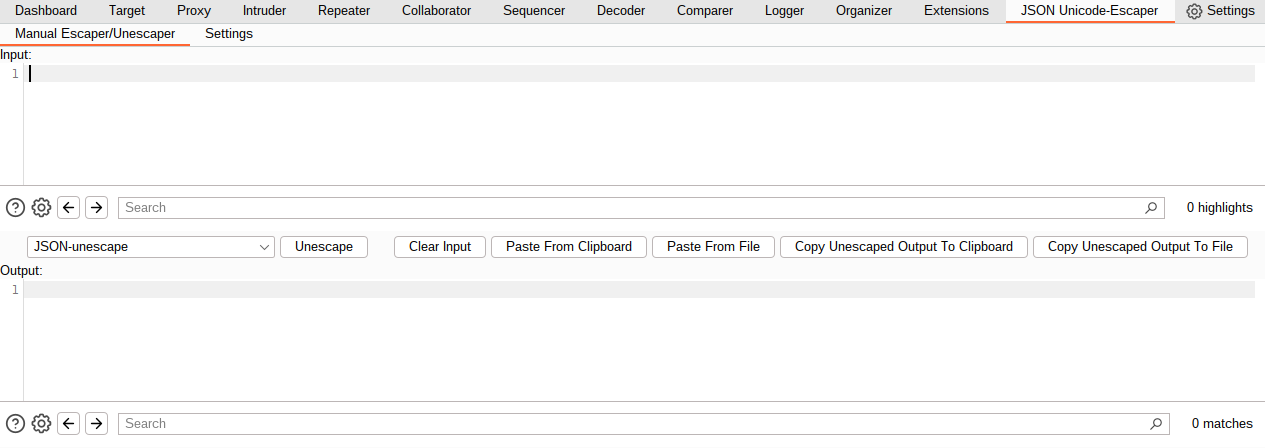 Dashboard Target Proxy Intruder Repeater Collaborator Sequencer Decoder Comparer Logger Organizer Extensions JSON Unicode-Escaper Settings
Manual Escaper/Unescaper Settings
Input:
1
? Search 0 highlights
JSON-unescape Unescape Clear Input Paste From Clipboard Paste From File Copy Unescaped Output To Clipboard Copy Unescaped Output To File
Output:
1
? Search 0 matches